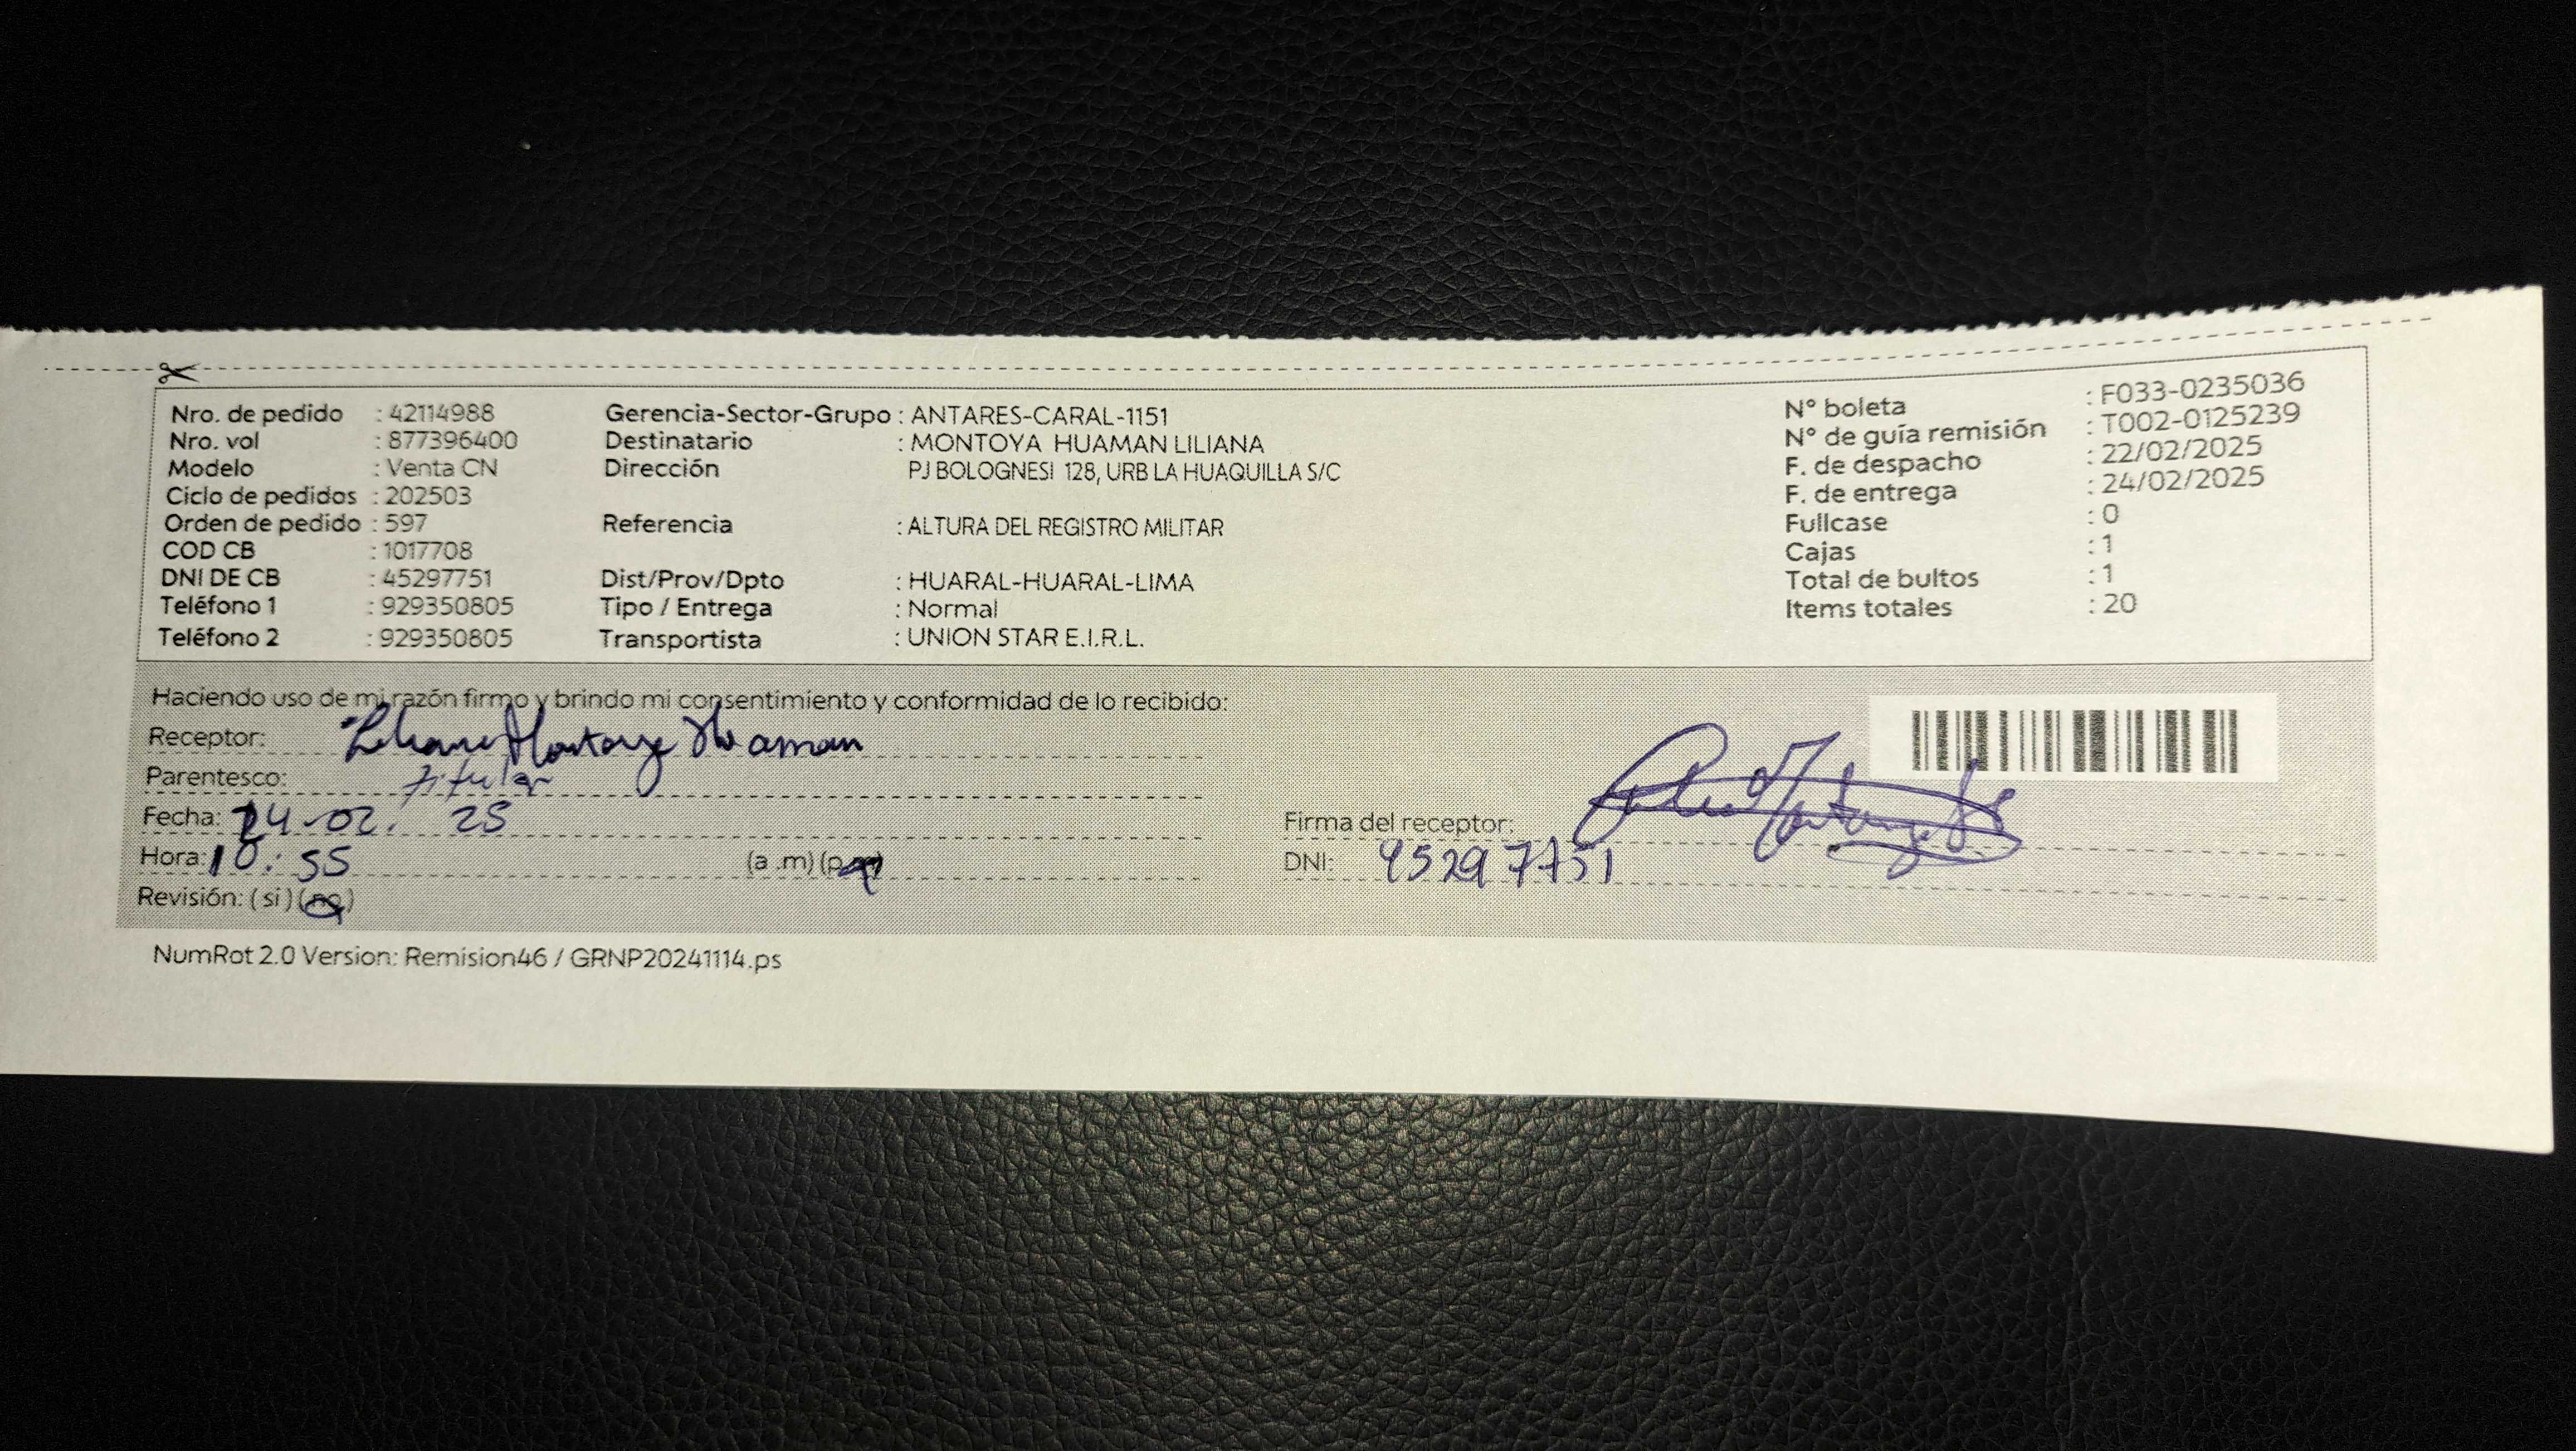 Nro. de pedido : 42114988 Gerencia-Sector-Grupo : ANTARES-CARAL-1151 N° boleta : F033-0235036
Nro. vol : 877396400 Destinatario : MONTOYA HUAMAN LILIANA N° de guía remisión : T002-0125239
Modelo : Venta CN Dirección PJ BOLOGNESI 128, URB LA HUAQUILLA S/C F. de despacho : 22/02/2025
Ciclo de pedidos : 202503 F. de entrega : 24/02/2025
Orden de pedido : 597 Referencia : ALTURA DEL REGISTRO MILITAR Fullcase : 0
COD CB : 1017708 Cajas : 1
DNI DE CB : 45297751 Dist/Prov/Dpto : HUARAL-HUARAL-LIMA Total de bultos : 1
Teléfono 1 : 929350805 Tipo / Entrega : Normal Items totales : 20
Teléfono 2 : 929350805 Transportista : UNION STAR E.I.R.L.
Haciendo uso de mi razón firmo y brindo mi consentimiento y conformidad de lo recibido:
Receptor: Liliana Montoya Huaman
Parentesco: Titular
Fecha: 24-02. 25
Firma del receptor:
Hora: 10:55 (a .m) (p.m)
DNI: 45297751
Revisión: (si) (no)
NumRot 2.0 Version: Remision46 / GRNP20241114.ps